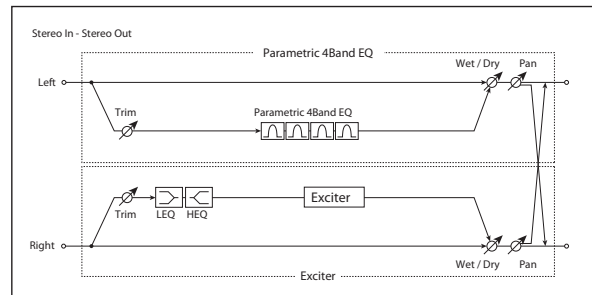 Stereo In - Stereo Out
Parametric 4Band EQ
Wet / Dry
Pan
Left
Trim
Parametric 4Band EQ
Exciter
Trim
LEQ
HEQ
Right
Wet / Dry
Pan
Exciter